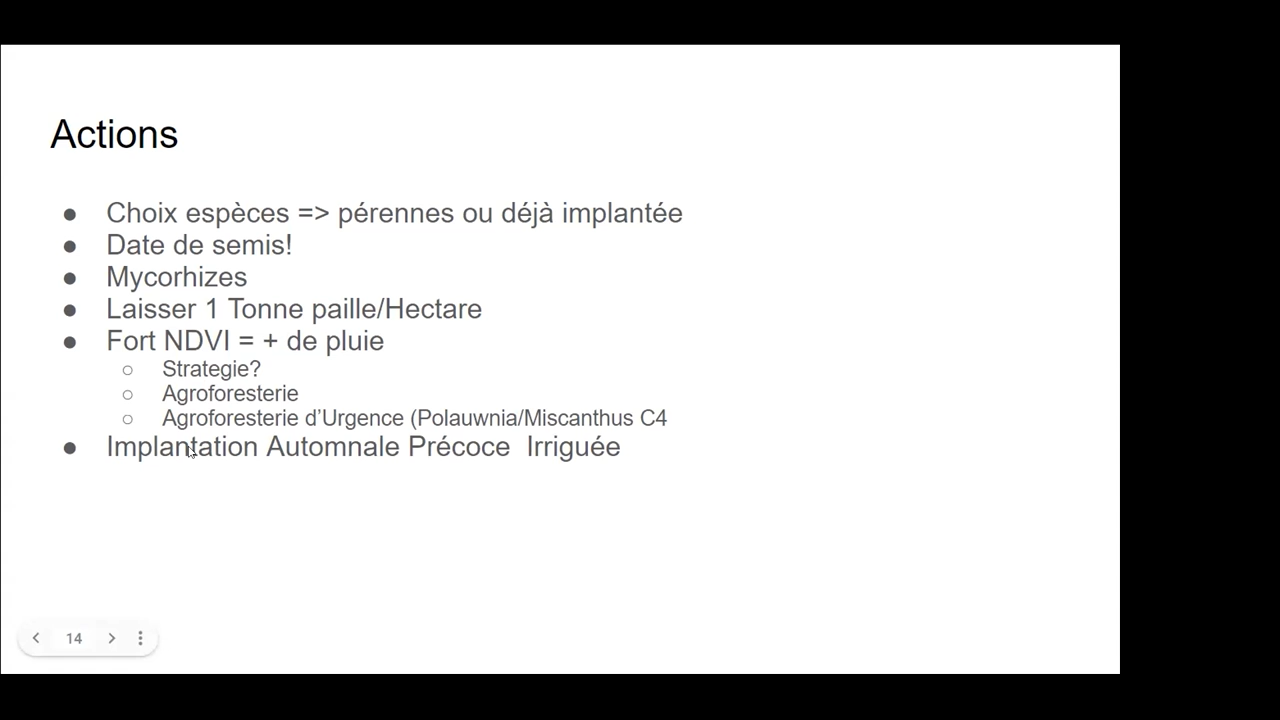 Actions
● Choix espèces => pérennes ou déjà implantée
● Date de semis!
● Mycorhizes
● Laisser 1 Tonne paille/Hectare
● Fort NDVI = + de pluie
○ Strategie?
○ Agroforesterie
○ Agroforesterie d’Urgence (Polauwnia/Miscanthus C4
● Implantation Automnale Précoce  Irriguée
14